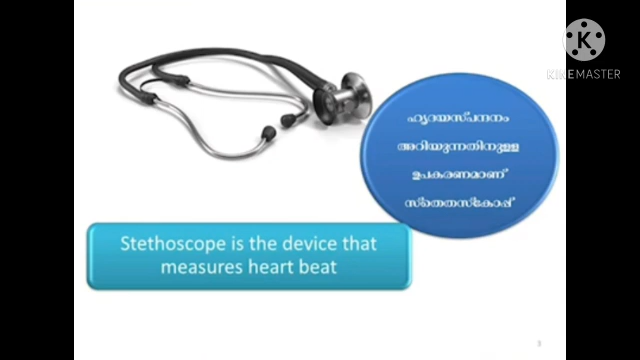 KINEMASTER
ഹൃദയസ്പന്ദനം
അറിയുന്നതിനുള്ള
ഉപകരണമാണ്
സ്തെതസ്കോപ്പ്
Stethoscope is the device that
measures heart beat